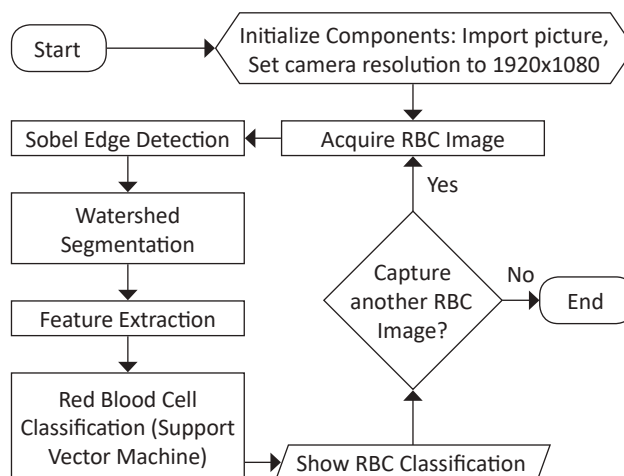 Start
Initialize Components: Import picture,
Set camera resolution to 1920x1080
Acquire RBC Image
Sobel Edge Detection
Watershed
Segmentation
Feature Extraction
Red Blood Cell
Classification (Support
Vector Machine)
Show RBC Classification
Capture
another RBC
Image?
Yes
No
End